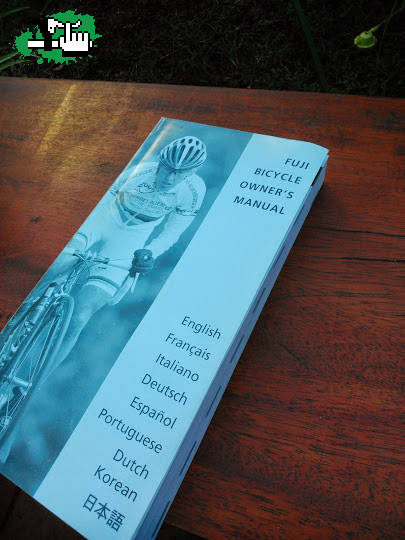 FUJI
BICYCLE
OWNER'S
MANUAL
English
Français
Italiano
Deutsch
Español
Portuguese
Dutch
Korean
日本語